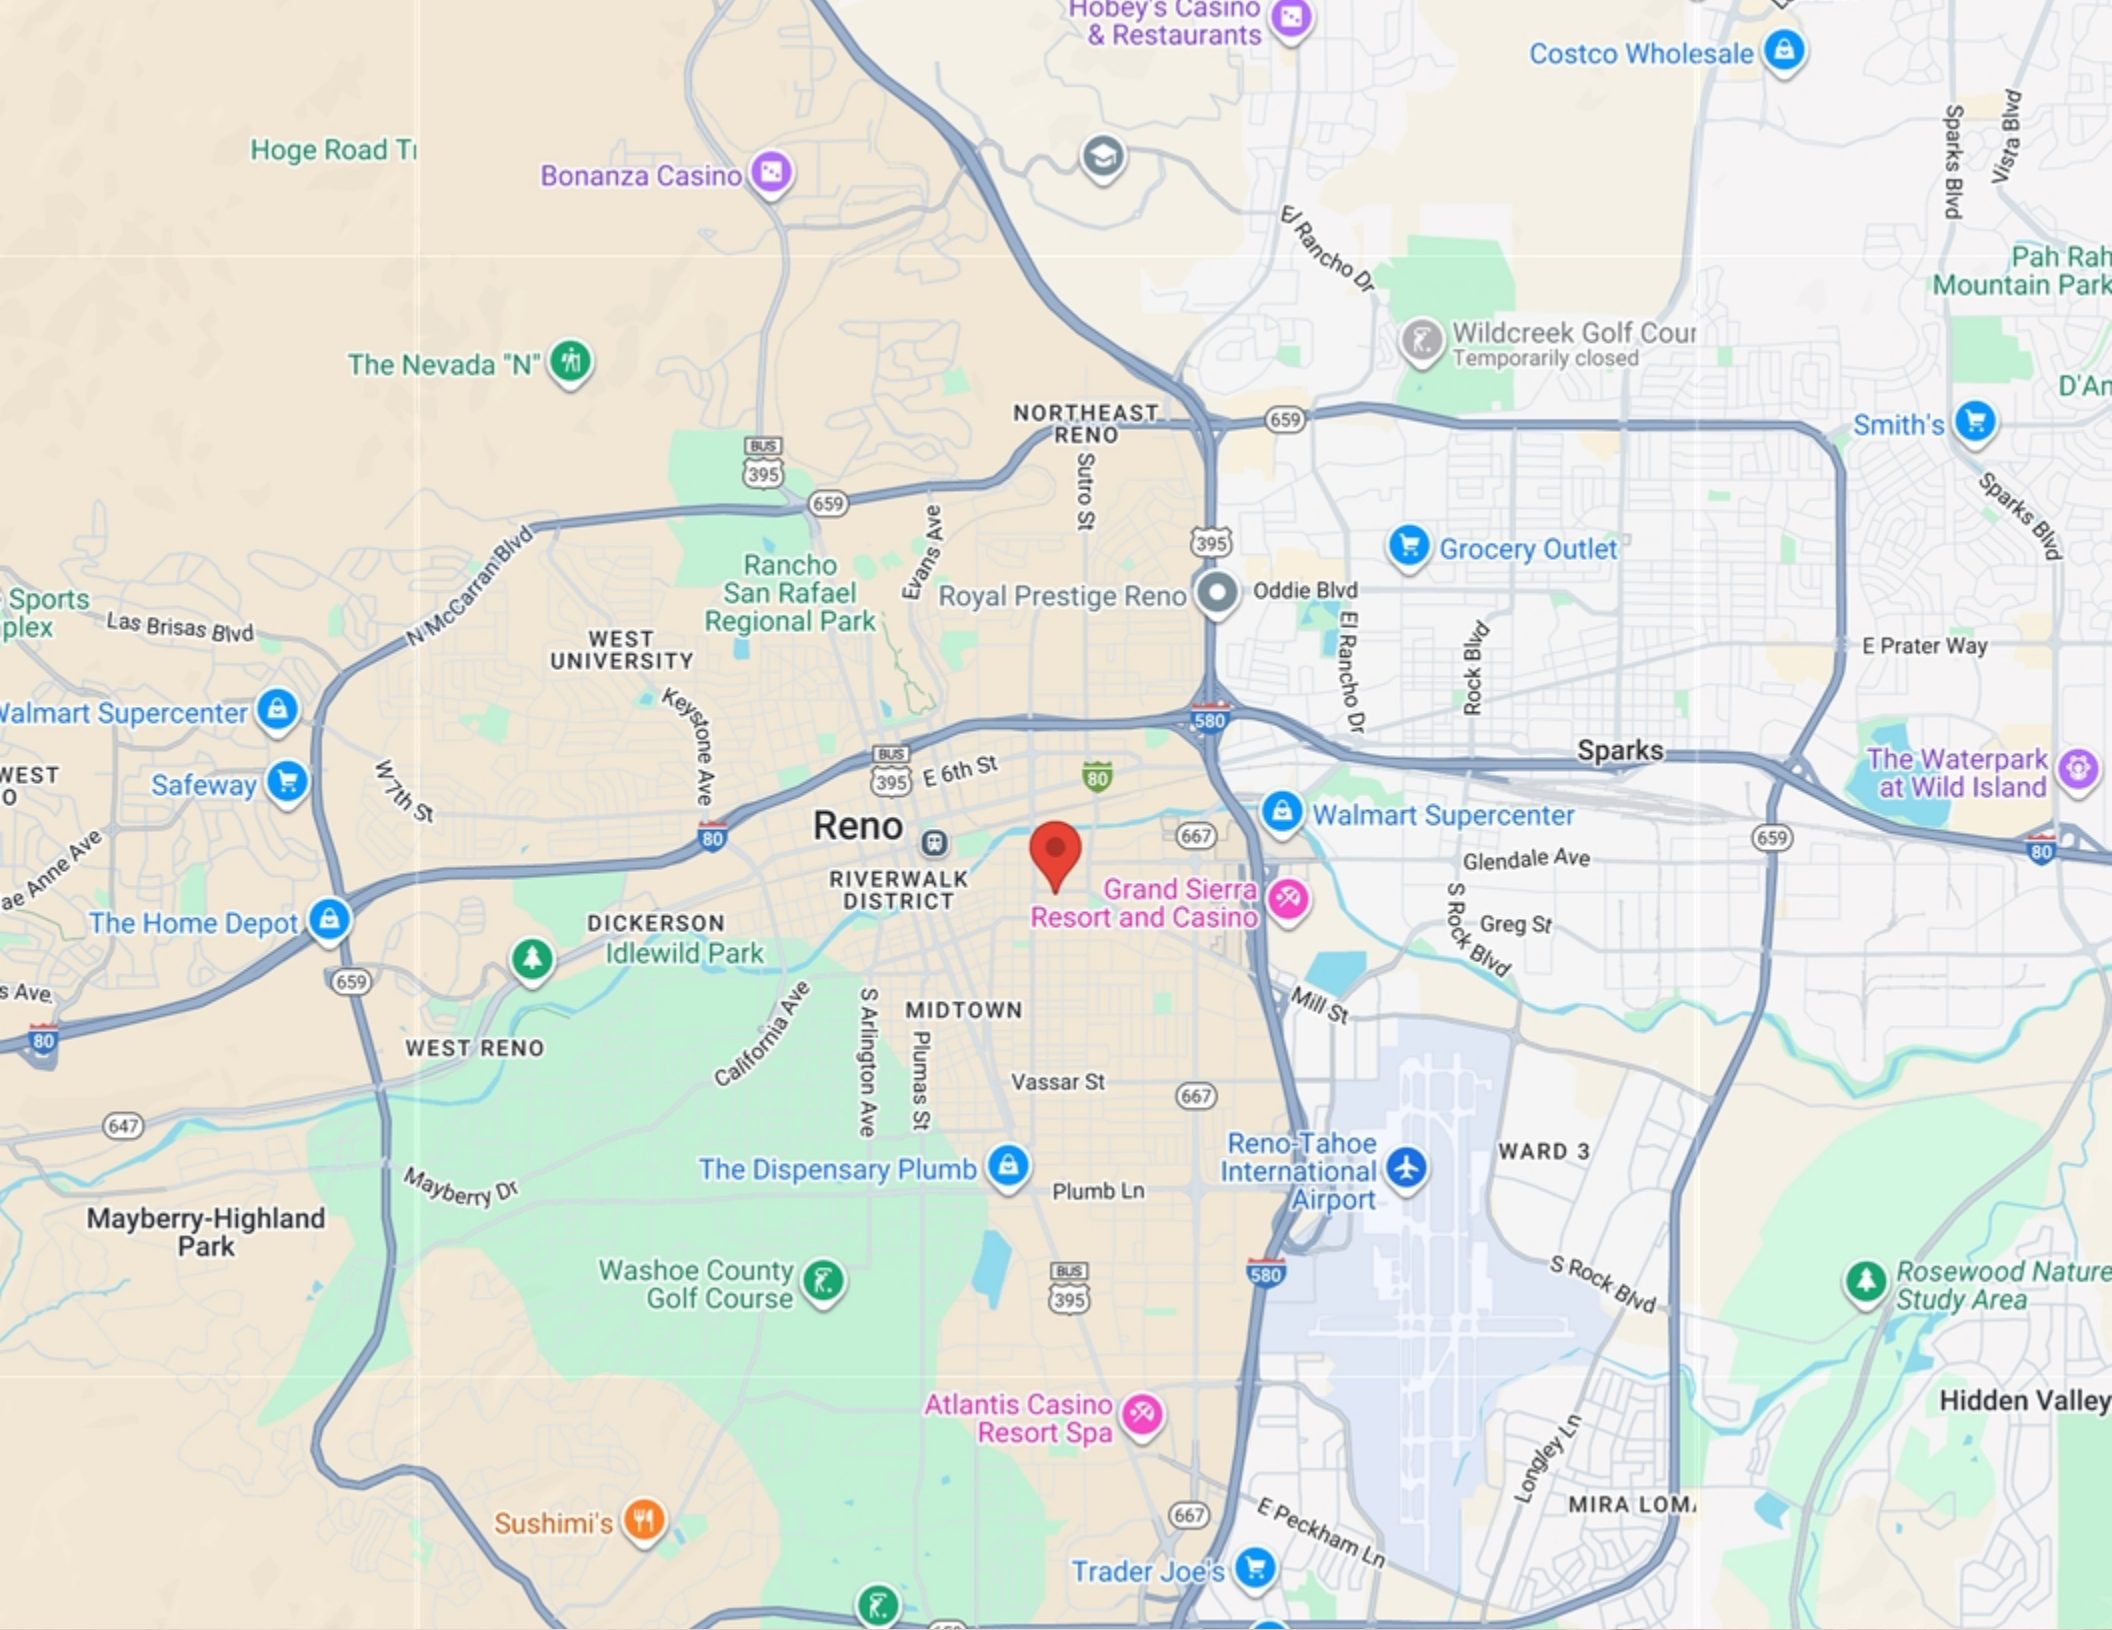 Hobey's Casino
& Restaurants
Costco Wholesale
Hoge Road Tr
Bonanza Casino
Sparks Blvd
Vista Blvd
El Rancho Dr
Pah Rah
Mountain Park
Wildcreek Golf Cour
Temporarily closed
The Nevada "N"
D'An
NORTHEAST
RENO
659
Smith's
BUS
395
659
Sutro St
Sparks Blvd
N McCarran Blvd
Evans Ave
395
Grocery Outlet
Rancho
San Rafael
Regional Park
Royal Prestige Reno
Oddie Blvd
Sports
plex
Las Brisas Blvd
WEST
UNIVERSITY
El Rancho Dr
Rock Blvd
E Prater Way
Keystone Ave
Walmart Supercenter
580
Sparks
BUS
395
E 6th St
80
The Waterpark
at Wild Island
WEST
O
Safeway
W 7th St
80
Reno
667
Walmart Supercenter
659
80
Glendale Ave
ae Anne Ave
RIVERWALK
DISTRICT
Grand Sierra
Resort and Casino
S Rock Blvd
Greg St
The Home Depot
DICKERSON
Idlewild Park
659
s Ave
80
MIDTOWN
Mill St
WEST RENO
California Ave
S Arlington Ave
Plumas St
Vassar St
667
647
Reno-Tahoe
International
Airport
WARD 3
The Dispensary Plumb
Plumb Ln
Mayberry Dr
Mayberry-Highland
Park
Washoe County
Golf Course
BUS
395
580
S Rock Blvd
Rosewood Nature
Study Area
Atlantis Casino
Resort Spa
Hidden Valley
Longley Ln
MIRA LOMA
Sushimi's
667
E Peckham Ln
Trader Joe's